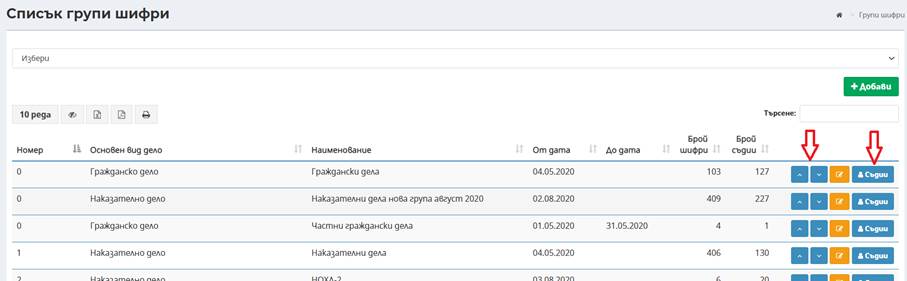 Списък групи шифри
Групи шифри
Избери
Добави
10 реда
Търсене:
Номер Основен вид дело Наименование От дата До дата Брой шифри Брой съдии
0 Гражданско дело Граждански дела 04.05.2020 103 127 Съдии
0 Наказателно дело Наказателни дела нова група август 2020 02.08.2020 409 227 Съдии
0 Гражданско дело Частни граждански дела 01.05.2020 31.05.2020 4 1 Съдии
1 Наказателно дело Наказателни дела 04.05.2020 406 130 Съдии
2 Наказателно дело НОХД-2 03.08.2020 6 20 Съдии